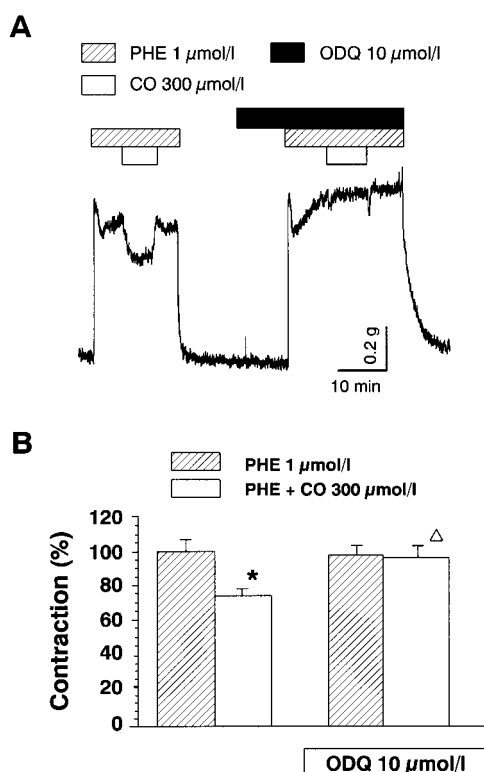 A
PHE 1 µmol/l
ODQ 10 µmol/l
CO 300 µmol/l
0.2 g
10 min
B
PHE 1 µmol/l
PHE + CO 300 µmol/l
Contraction (%)
120
100
80
60
40
20
0
*
△
ODQ 10 µmol/l